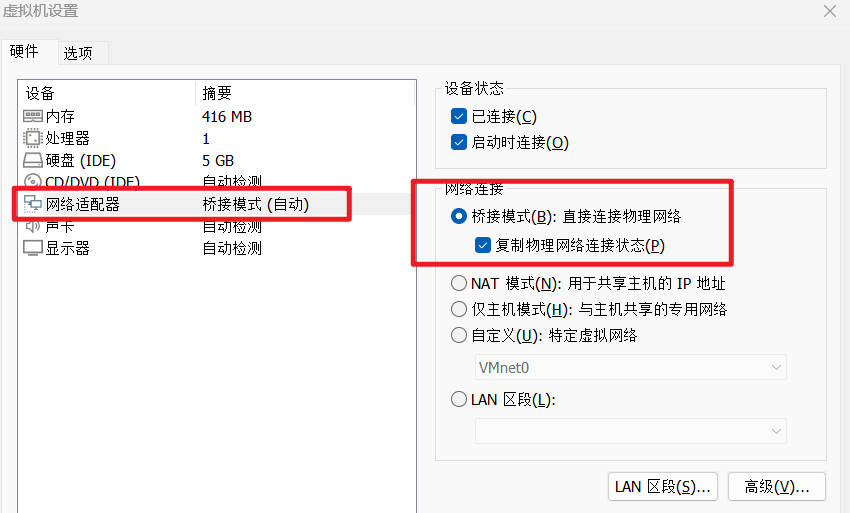 虚拟机设置
硬件 选项
设备 摘要
内存 416 MB
处理器 1
硬盘 (IDE) 5 GB
CD/DVD (IDE) 自动检测
网络适配器 桥接模式 (自动)
声卡 自动检测
显示器 自动检测
设备状态
已连接(C)
启动时连接(O)
网络连接
桥接模式(B): 直接连接物理网络
复制物理网络连接状态(P)
NAT 模式(N): 用于共享主机的 IP 地址
仅主机模式(H): 与主机共享的专用网络
自定义(U): 特定虚拟网络
VMnet0
LAN 区段(L):
LAN 区段(S)... 高级(V)...